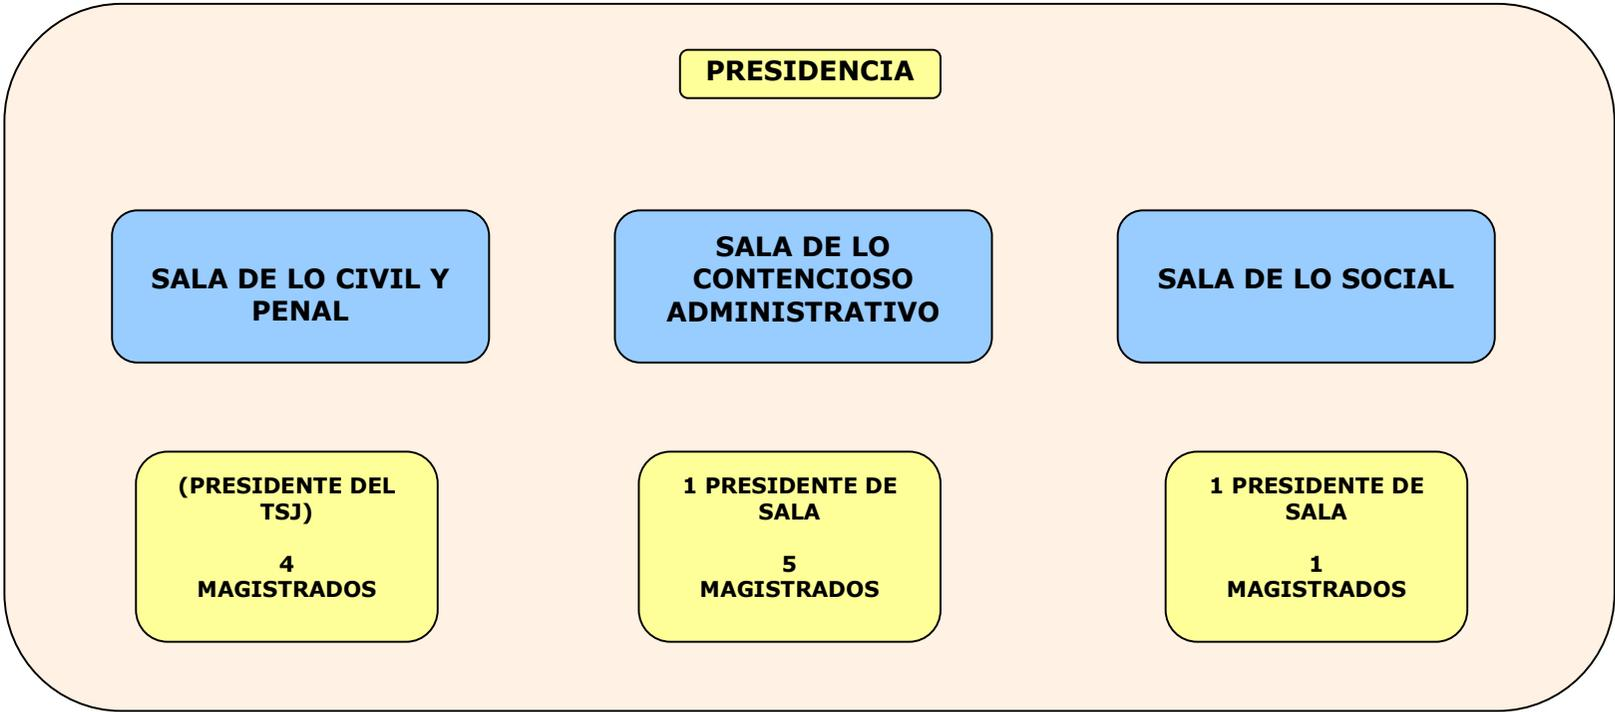 PRESIDENCIA
SALA DE LO CIVIL Y
PENAL
SALA DE LO
CONTENCIOSO
ADMINISTRATIVO
SALA DE LO SOCIAL
(PRESIDENTE DEL
TSJ)
4
MAGISTRADOS
1 PRESIDENTE DE
SALA
5
MAGISTRADOS
1 PRESIDENTE DE
SALA
1
MAGISTRADOS